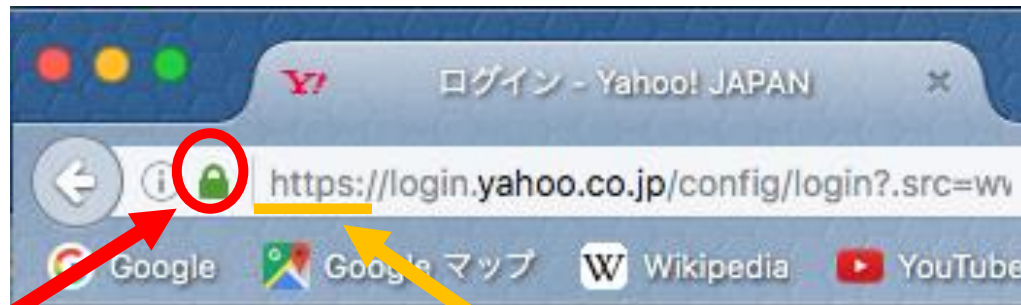 Y! ログイン - Yahoo! JAPAN
https://login.yahoo.co.jp/config/login?.src=wv
Google Google マップ W Wikipedia YouTube